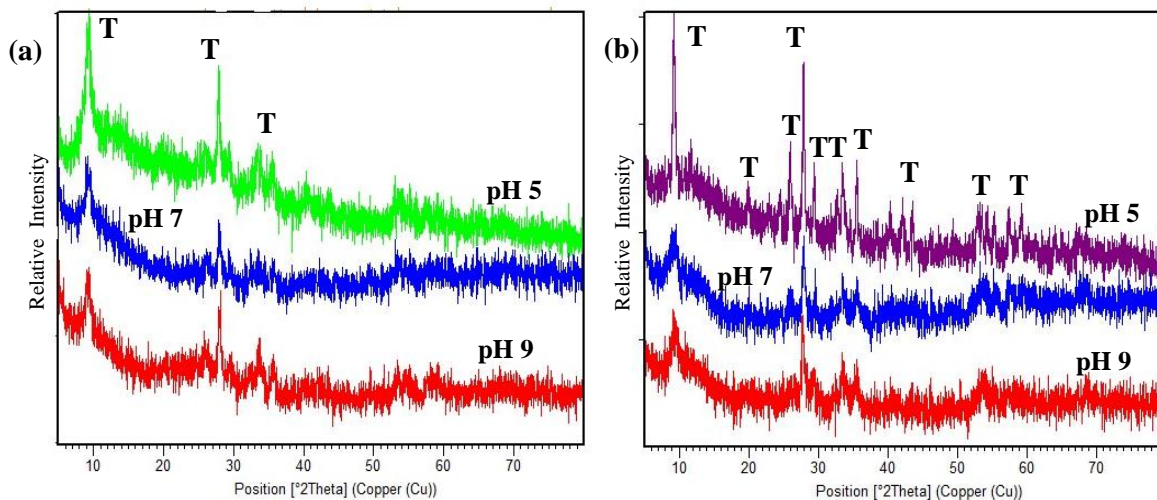 (a)
T
T
T
pH 5
pH 7
pH 9
Relative Intensity
10 20 30 40 50 60 70
Position [°2Theta] (Copper (Cu))
(b)
T
T
T
T
T
TT
T
T
T
T
pH 5
pH 7
pH 9
Relative Intensity
10 20 30 40 50 60 70
Position [°2Theta] (Copper (Cu))